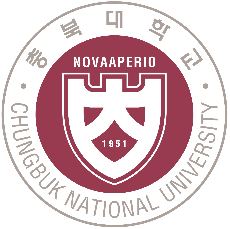 충북대학교
NOVAAPERIO
1951
CHUNGBUK NATIONAL UNIVERSITY